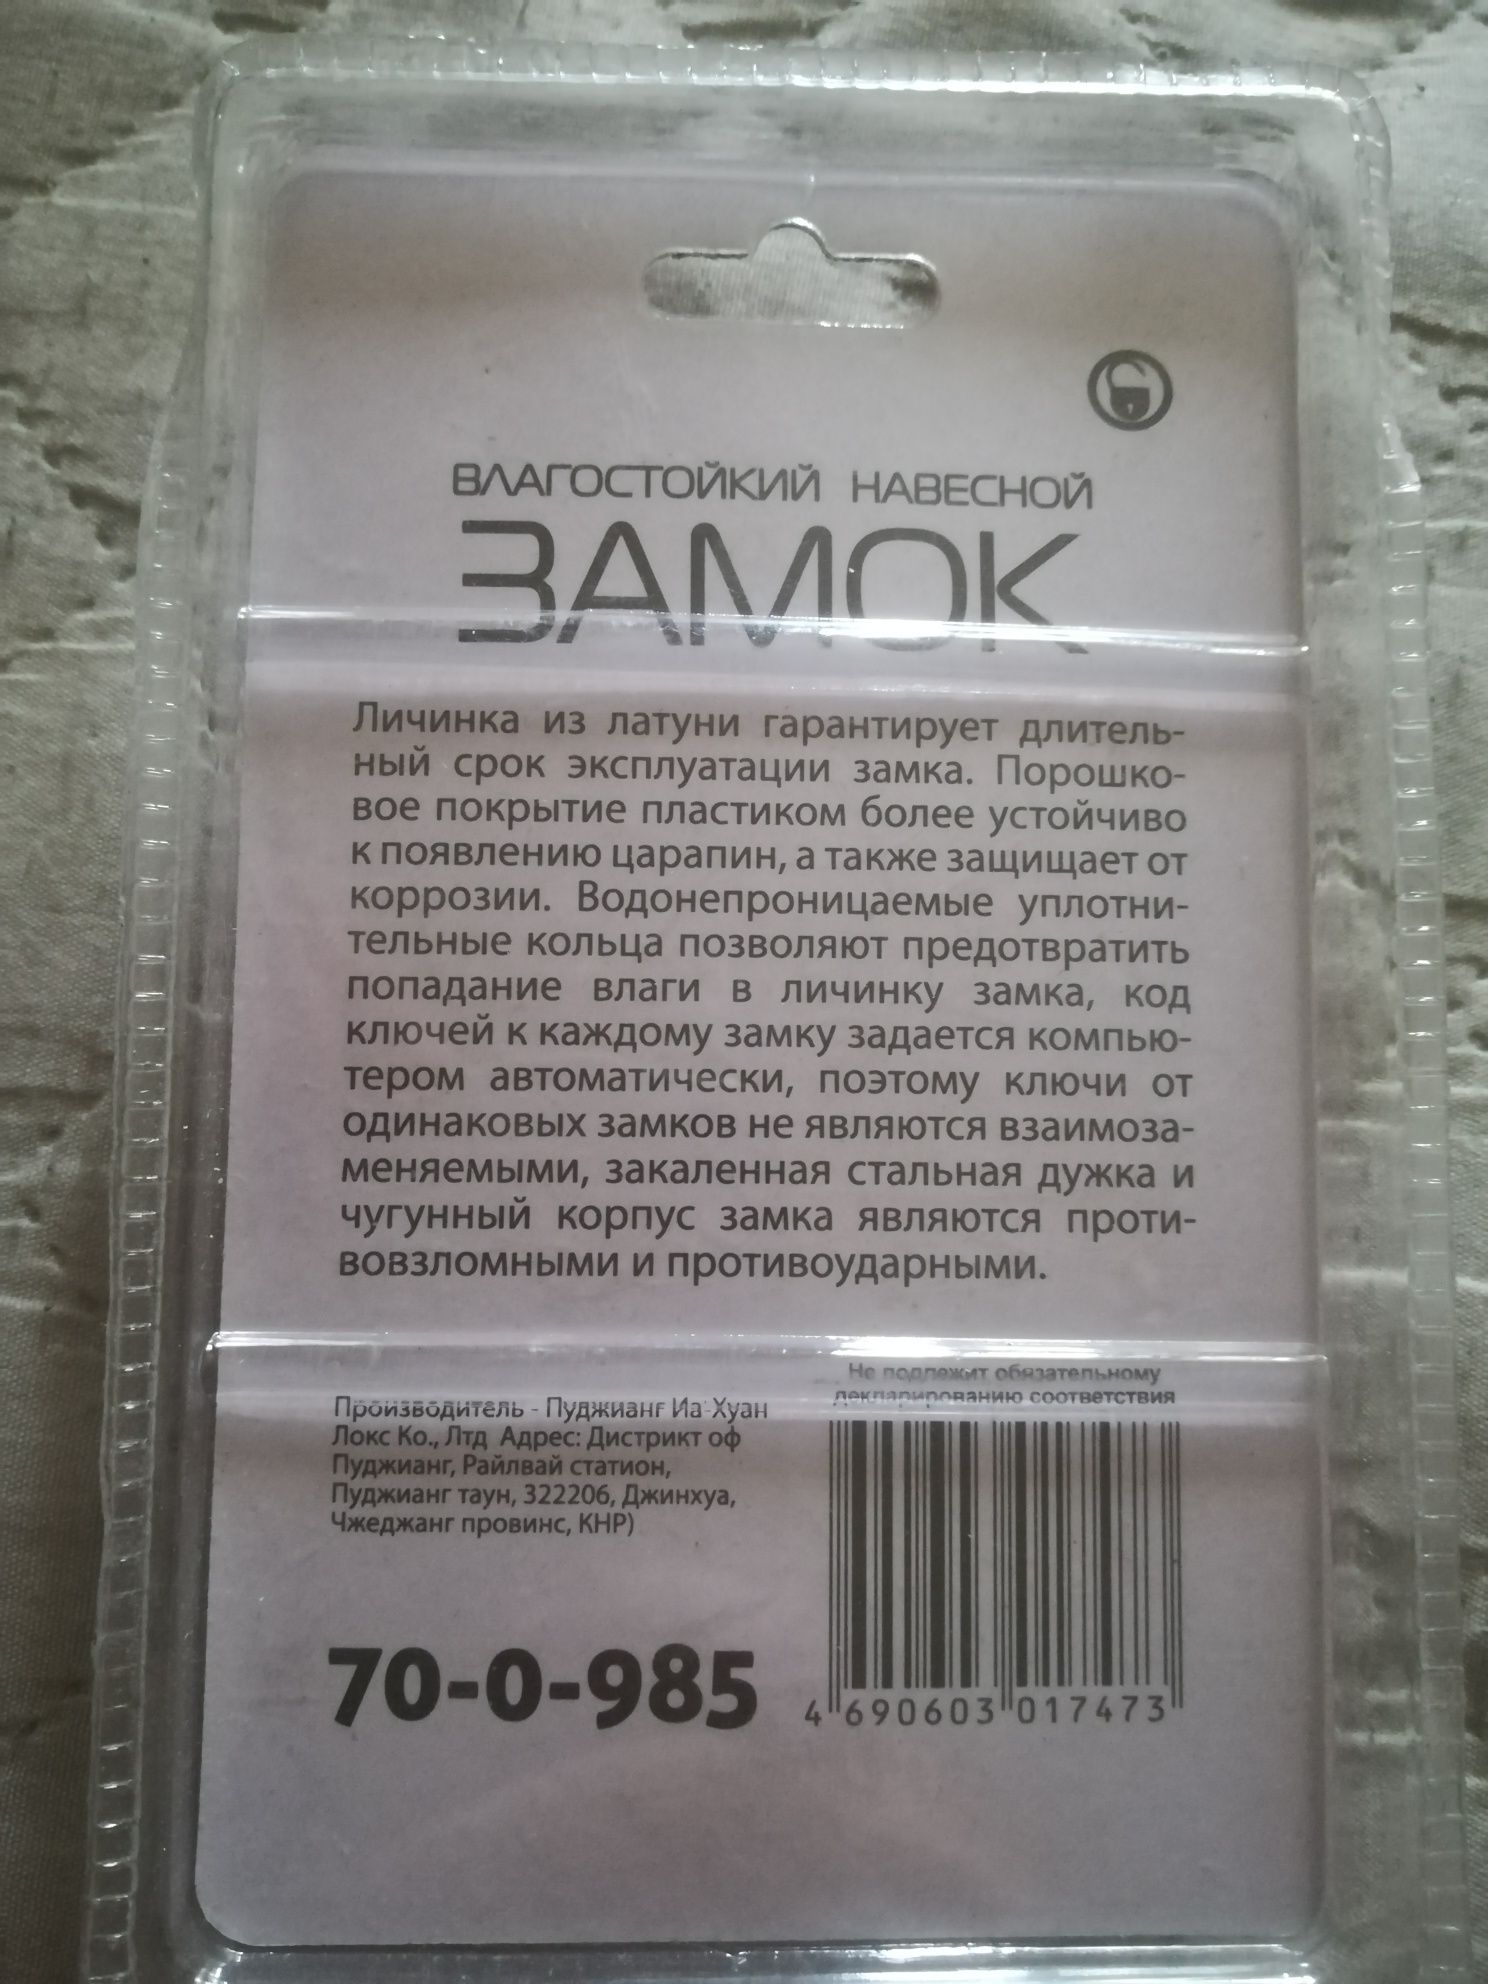 ВЛАГОСТОЙКИЙ НАВЕСНОЙ
ЗАМОК
Личинка из латуни гарантирует длитель-
ный срок эксплуатации замка. Порошко-
вое покрытие пластиком более устойчиво
к появлению царапин, а также защищает от
коррозии. Водонепроницаемые уплотни-
тельные кольца позволяют предотвратить
попадание влаги в личинку замка, код
ключей к каждому замку задается компью-
тером автоматически, поэтому ключи от
одинаковых замков не являются взаимоза-
меняемыми, закаленная стальная дужка и
чугунный корпус замка являются проти-
вовзломными и противоударными.
Не подлежит обязательному
декларированию соответствия
Производитель - Пуджианг Иа-Хуан
Локс Ко., Лтд Адрес: Дистрикт оф
Пуджианг, Райлвай статион,
Пуджианг таун, 322206, Джинхуа,
Чжеджанг провинс, КНР)
70-0-985
4 690603 017473